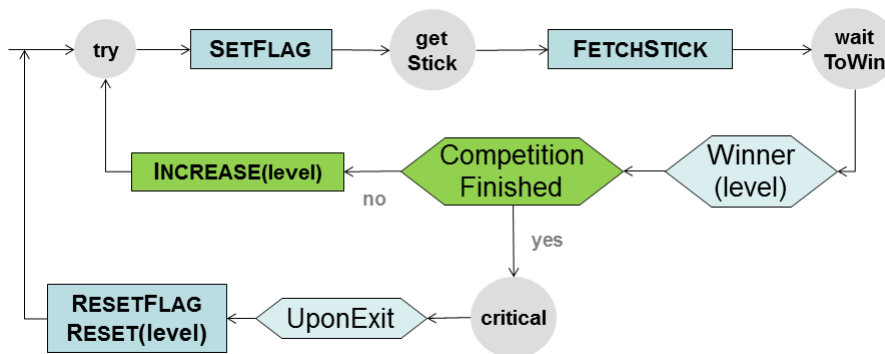 try
SETFLAG
get
Stick
FETCHSTICK
wait
ToWin
INCREASE(level)
no
Competition
Finished
Winner
(level)
yes
RESETFLAG
RESET(level)
UponExit
critical